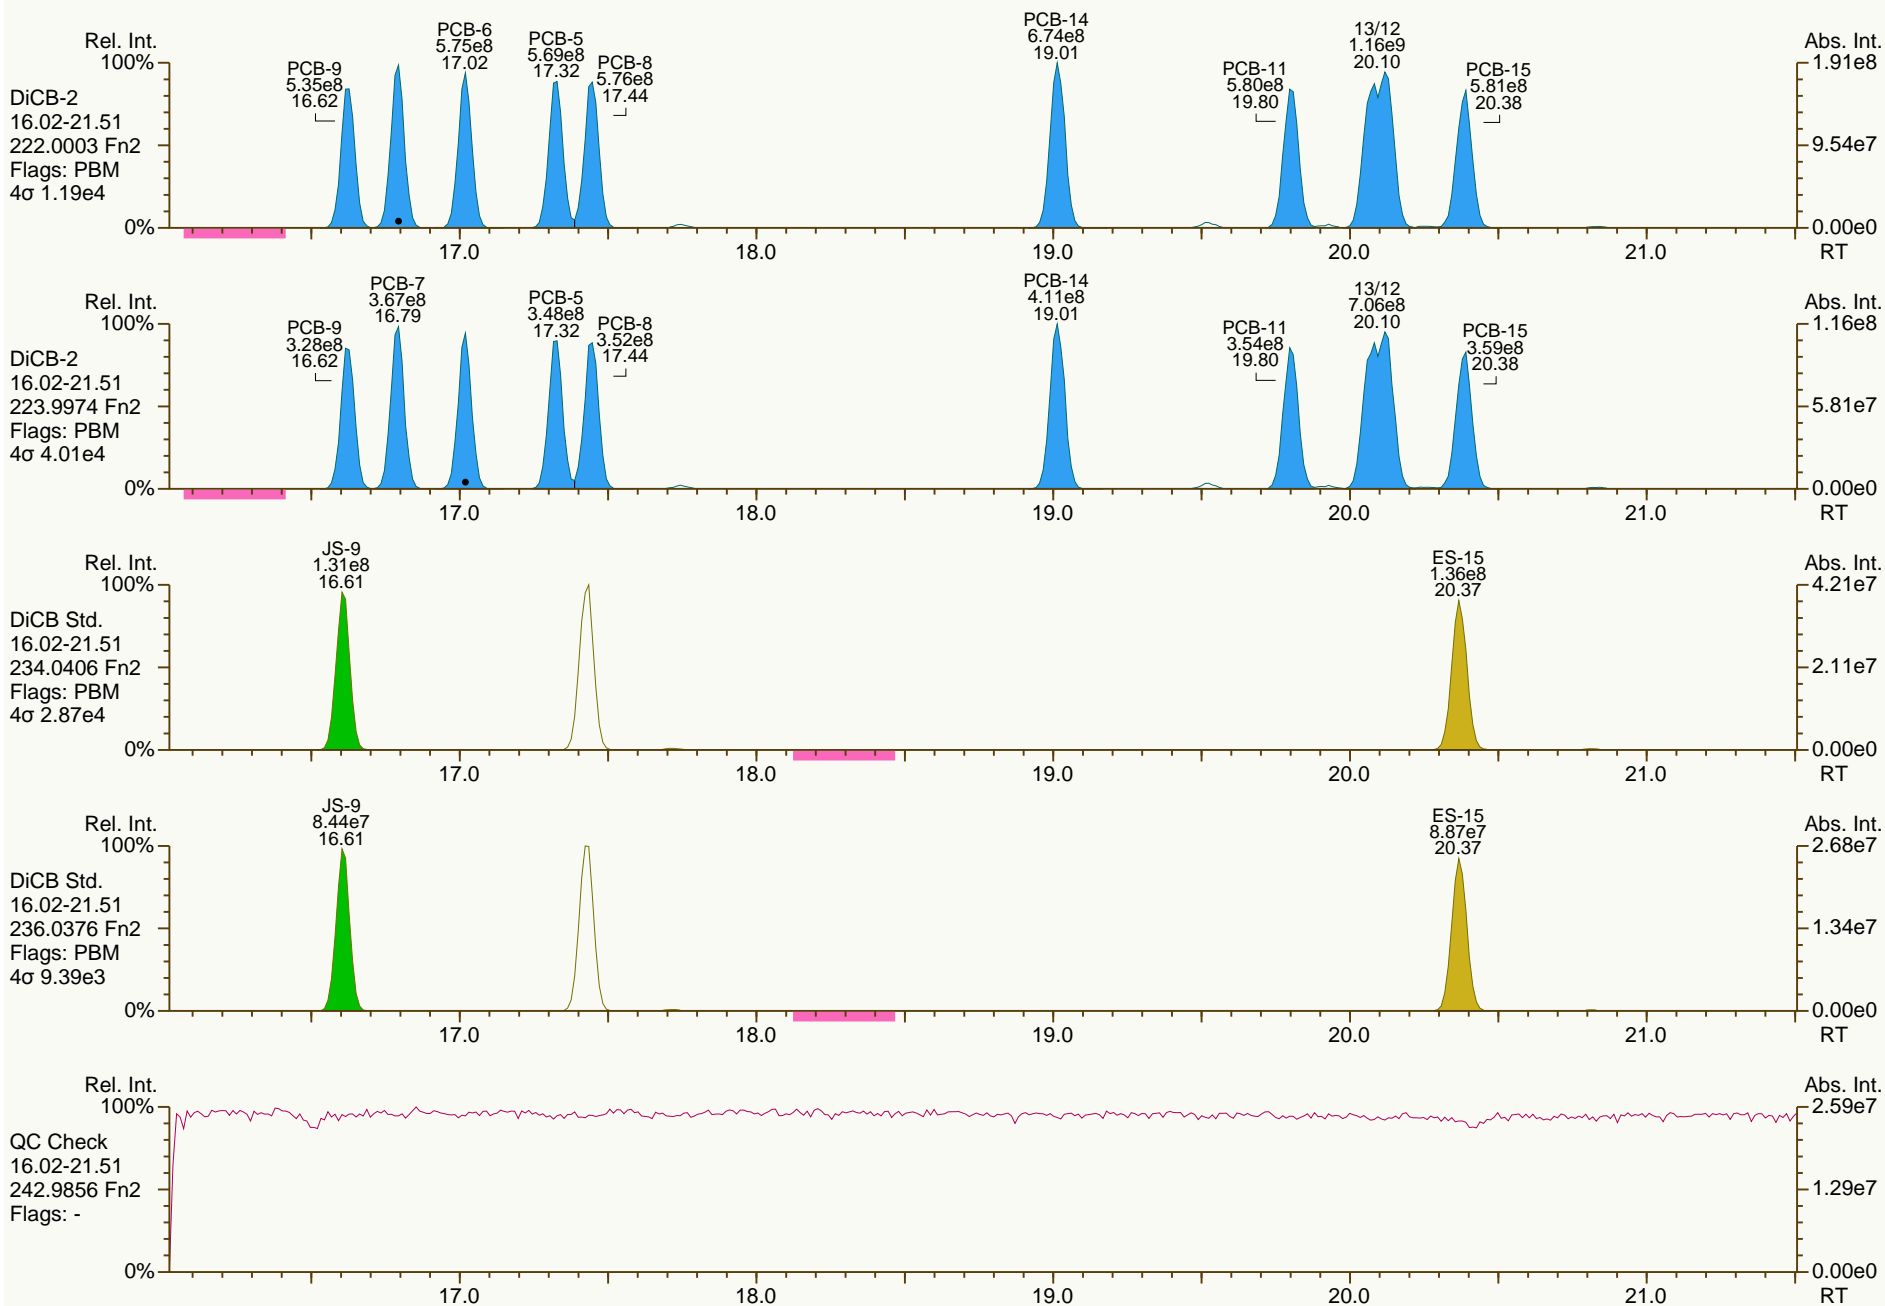 Rel. Int.
100%
0%
DiCB-2
16.02-21.51
222.0003 Fn2
Flags: PBM
4σ 1.19e4
PCB-9
5.35e8
16.62
PCB-6
5.75e8
17.02
PCB-5
5.69e8
17.32
PCB-8
5.76e8
17.44
PCB-14
6.74e8
19.01
PCB-11
5.80e8
19.80
13/12
1.16e9
20.10
PCB-15
5.81e8
20.38
Abs. Int.
1.91e8
9.54e7
0.00e0
17.0 18.0 19.0 20.0 21.0 RT
Rel. Int.
100%
0%
DiCB-2
16.02-21.51
223.9974 Fn2
Flags: PBM
4σ 4.01e4
PCB-9
3.28e8
16.62
PCB-7
3.67e8
16.79
PCB-5
3.48e8
17.32
PCB-8
3.52e8
17.44
PCB-14
4.11e8
19.01
PCB-11
3.54e8
19.80
13/12
7.06e8
20.10
PCB-15
3.59e8
20.38
Abs. Int.
1.16e8
5.81e7
0.00e0
17.0 18.0 19.0 20.0 21.0 RT
Rel. Int.
100%
0%
DiCB Std.
16.02-21.51
234.0406 Fn2
Flags: PBM
4σ 2.87e4
JS-9
1.31e8
16.61
ES-15
1.36e8
20.37
Abs. Int.
4.21e7
2.11e7
0.00e0
17.0 18.0 19.0 20.0 21.0 RT
Rel. Int.
100%
0%
DiCB Std.
16.02-21.51
236.0376 Fn2
Flags: PBM
4σ 9.39e3
JS-9
8.44e7
16.61
ES-15
8.87e7
20.37
Abs. Int.
2.68e7
1.34e7
0.00e0
17.0 18.0 19.0 20.0 21.0 RT
Rel. Int.
100%
0%
QC Check
16.02-21.51
242.9856 Fn2
Flags: -
Abs. Int.
2.59e7
1.29e7
0.00e0
17.0 18.0 19.0 20.0 21.0 RT